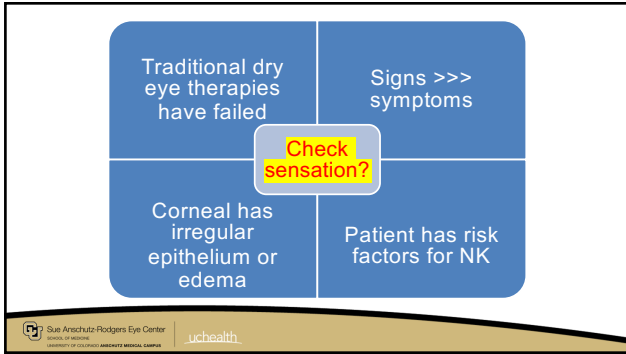 Traditional dry
eye therapies
have failed
Signs >>>
symptoms
Check
sensation?
Corneal has
irregular
epithelium or
edema
Patient has risk
factors for NK
Sue Anschutz-Rodgers Eye Center
SCHOOL OF MEDICINE
UNIVERSITY OF COLORADO ANSCHUTZ MEDICAL CAMPUS
uchealth